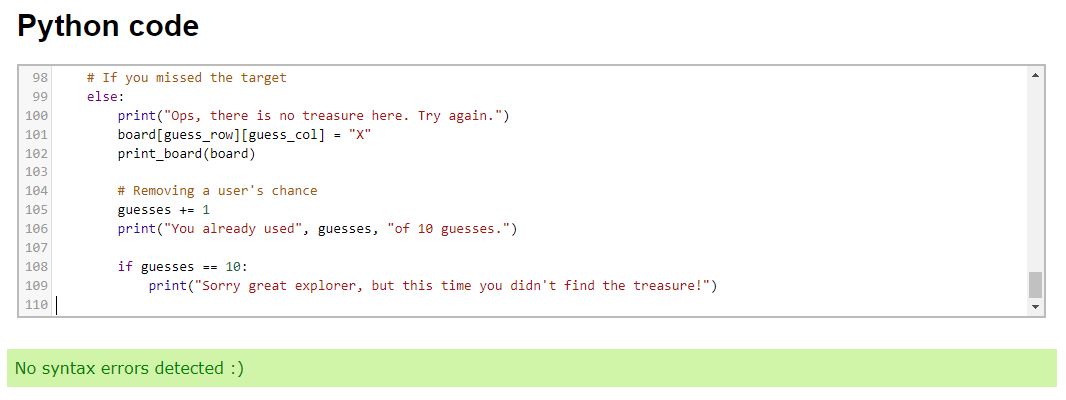 Python code
98 # If you missed the target
99 else:
100 print("Ops, there is no treasure here. Try again.")
101 board[guess_row][guess_col] = "X"
102 print_board(board)
103
104 # Removing a user's chance
105 guesses += 1
106 print("You already used", guesses, "of 10 guesses.")
107
108 if guesses == 10:
109 print("Sorry great explorer, but this time you didn't find the treasure!")
110
No syntax errors detected :)